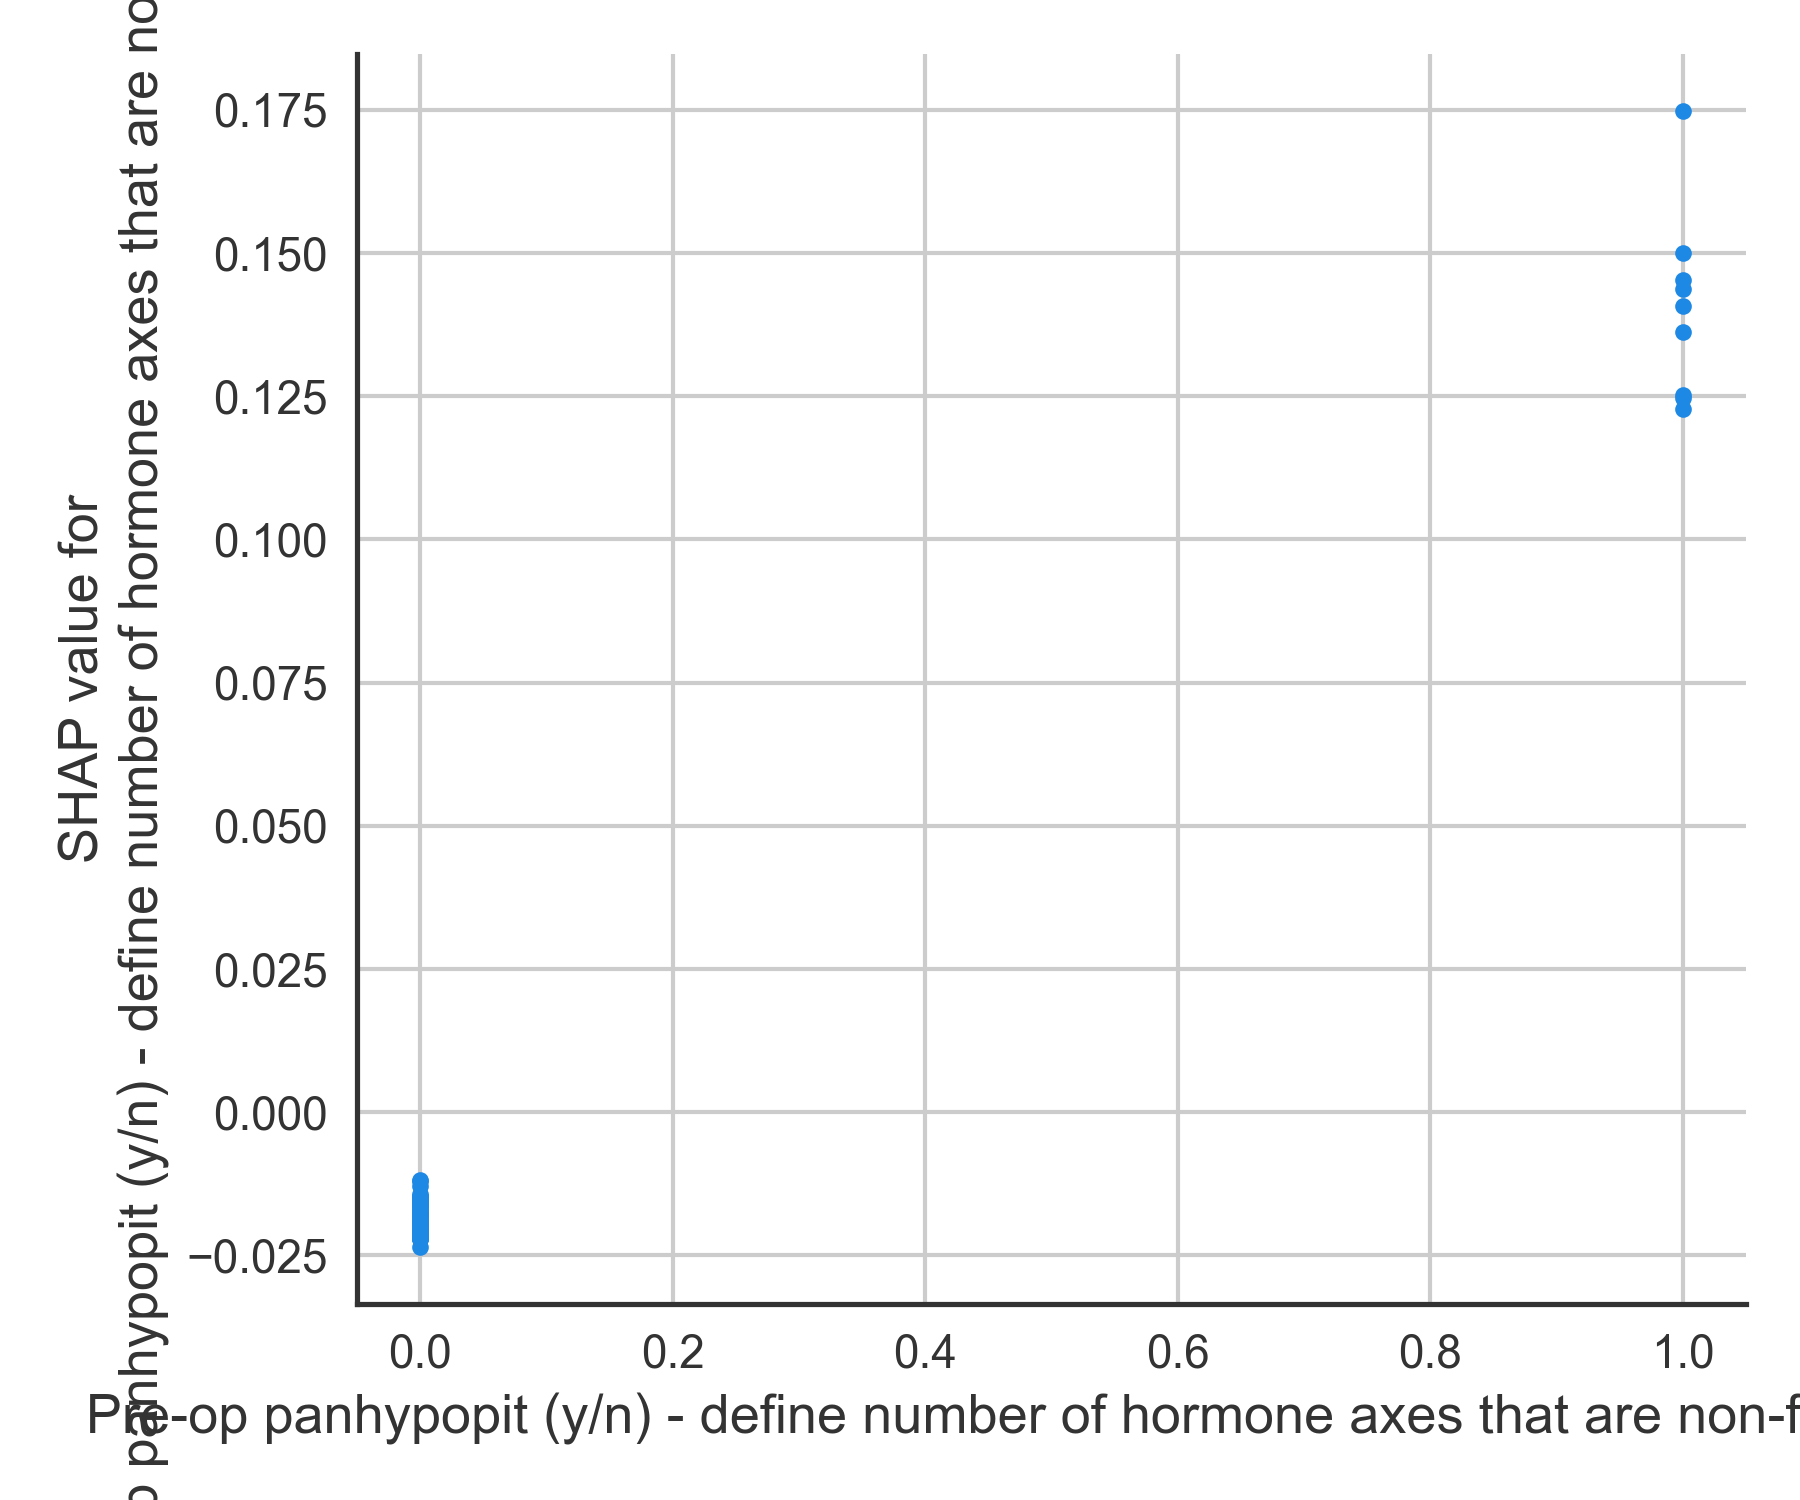 SHAP value for
panhypopit (y/n) - define number of hormone axes that are
0.175
0.150
0.125
0.100
0.075
0.050
0.025
0.000
−0.025
0.0 0.2 0.4 0.6 0.8 1.0
Pre-op panhypopit (y/n) - define number of hormone axes that are non-f